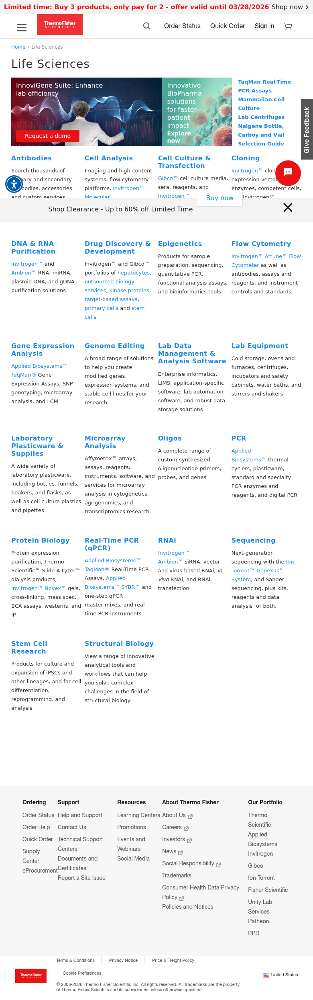 Limited time: Buy 3 products, only pay for 2 - offer valid until 03/28/2026 Shop now
ThermoFisher
SCIENTIFIC
Order Status
Quick Order
Sign in
Home › Life Sciences
Life Sciences
InnoviGene Suite: Enhance
lab efficiency
Request a demo
Innovative
BioPharma
solutions
for faster
patient
impact
Explore
now
TaqMan Real-Time
PCR Assays
Mammalian Cell
Culture
Lab Centrifuges
Nalgene Bottle,
Carboy and Vial
Selection Guide
Give Feedback
Antibodies
Search thousands of
and secondary
accessories
and custom services
Cell Analysis
Imaging and high-content
systems, flow cytometry
platforms, Invitrogen™
Molecular
Cell Culture &
Transfection
Gibco™ cell culture media,
sera, reagents, and
Invitrogen™
Cloning
Invitrogen™
expression
enzymes, competent cells,
Invitrogen™
Shop Clearance - Up to 60% off Limited Time
Buy now
DNA & RNA
Purification
Invitrogen™ and
Ambion™ RNA, miRNA,
plasmid DNA, and gDNA
purification solutions
Drug Discovery &
Development
Invitrogen™ and Gibco™
portfolios of hepatocytes,
outsourced biology
services, kinase proteins,
target-based assays,
primary cells and stem
cells
Epigenetics
Products for sample
preparation, sequencing,
quantitative PCR,
functional analysis assays,
and bioinformatics tools
Flow Cytometry
Invitrogen™ Attune™ Flow
Cytometer as well as
antibodies, assays and
reagents, and instrument
controls and standards
Gene Expression
Analysis
Applied Biosystems™
TaqMan® Gene
Expression Assays, SNP
genotyping, microarray
analysis, and LCM
Genome Editing
A broad range of solutions
to help you create
modified genes,
expression systems, and
stable cell lines for your
research
Lab Data
Management &
Analysis Software
Enterprise informatics,
LIMS, application-specific
software, lab automation
software, and robust data
storage solutions
Lab Equipment
Cold storage, ovens and
furnaces, centrifuges,
incubators and safety
cabinets, water baths, and
stirrers and shakers
Laboratory
Plasticware &
Supplies
A wide variety of
laboratory plasticware,
including bottles, funnels,
beakers, and flasks, as
well as cell culture plastics
and pipettes
Microarray
Analysis
Affymetrix™ arrays,
assays, reagents,
instruments, software, and
services for microarray
analysis in cytogenetics,
agrigenomics, and
transcriptomics research
Oligos
A complete range of
custom-synthesized
oligonucleotide primers,
probes, and genes
PCR
Applied
Biosystems™ thermal
cyclers, plasticware,
standard and specialty
PCR enzymes and
reagents, and digital PCR
Protein Biology
Protein expression,
purification, Thermo
Scientific™ Slide-A-Lyzer™
dialysis products,
Invitrogen™ Novex™ gels,
cross-linking, mass spec,
BCA assays, westerns, and
IP
Real-Time PCR
(qPCR)
Applied Biosystems™
TaqMan® Real-Time PCR
Assays, Applied
Biosystems™ SYBR™ and
one-step qPCR
master mixes, and real-
time PCR instruments
RNAi
Invitrogen™
Ambion™ siRNA, vector-
and virus-based RNAi, in
vivo RNAi, and RNAi
transfection
Sequencing
Next-generation
sequencing with the Ion
Torrent™ Genexus™
System, and Sanger
sequencing, plus kits,
reagents and data
analysis for both.
Stem Cell
Research
Products for culture and
expansion of iPSCs and
other lineages, and for cell
differentiation,
reprogramming, and
analysis
Structural Biology
View a range of innovative
analytical tools and
workflows that can help
you solve complex
challenges in the field of
structural biology
Ordering
Order Status
Order Help
Quick Order
Supply
Center
eProcurement
Support
Help and Support
Contact Us
Technical Support
Centers
Documents and
Certificates
Report a Site Issue
Resources
Learning Centers
Promotions
Events and
Webinars
Social Media
About Thermo Fisher
About Us
Careers
Investors
News
Social Responsibility
Trademarks
Consumer Health Data Privacy
Policy
Policies and Notices
Our Portfolio
Thermo
Scientific
Applied
Biosystems
Invitrogen
Gibco
Ion Torrent
Fisher Scientific
Unity Lab
Services
Patheon
PPD
Terms & Conditions
Privacy Notice
Price & Freight Policy
Cookie Preferences
ThermoFisher
SCIENTIFIC
© 2006-2026 Thermo Fisher Scientific Inc. All rights reserved. All trademarks are the property
of Thermo Fisher Scientific and its subsidiaries unless otherwise specified.
United States